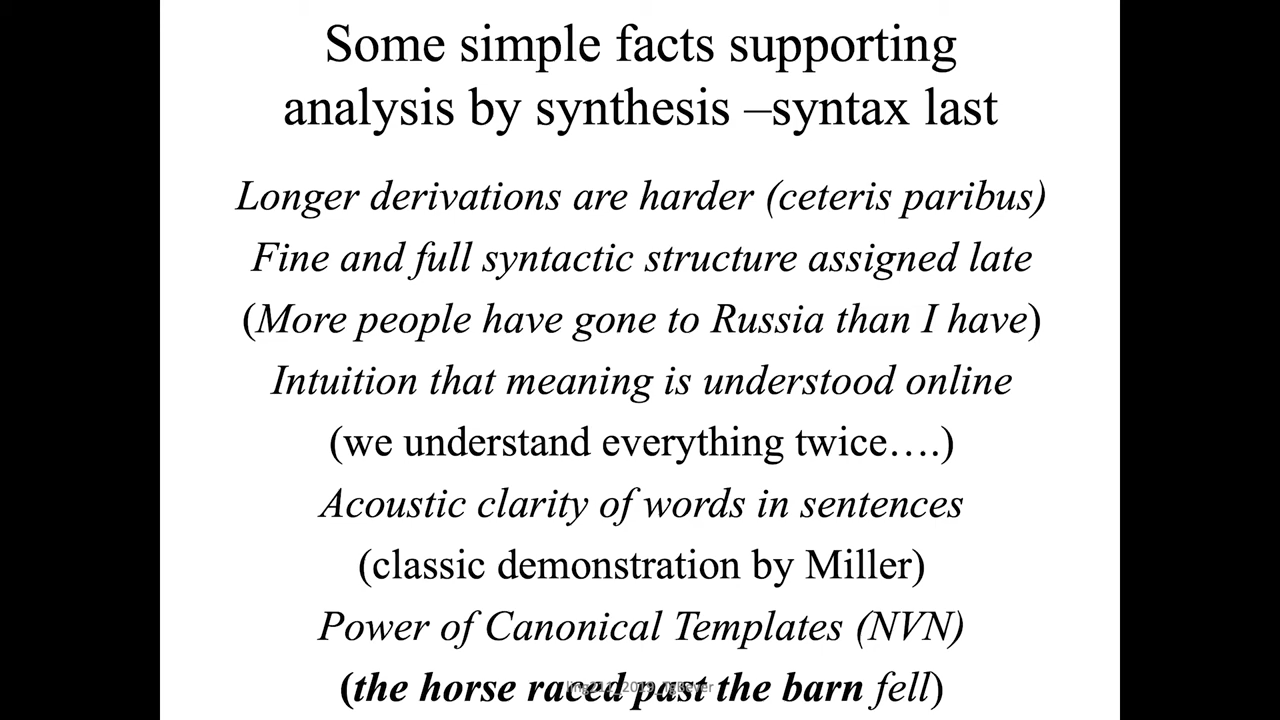 Some simple facts supporting
analysis by synthesis –syntax last
Longer derivations are harder (ceteris paribus)
Fine and full syntactic structure assigned late
(More people have gone to Russia than I have)
Intuition that meaning is understood online
(we understand everything twice….)
Acoustic clarity of words in sentences
(classic demonstration by Miller)
Power of Canonical Templates (NVN)
(the horse raced past the barn fell)